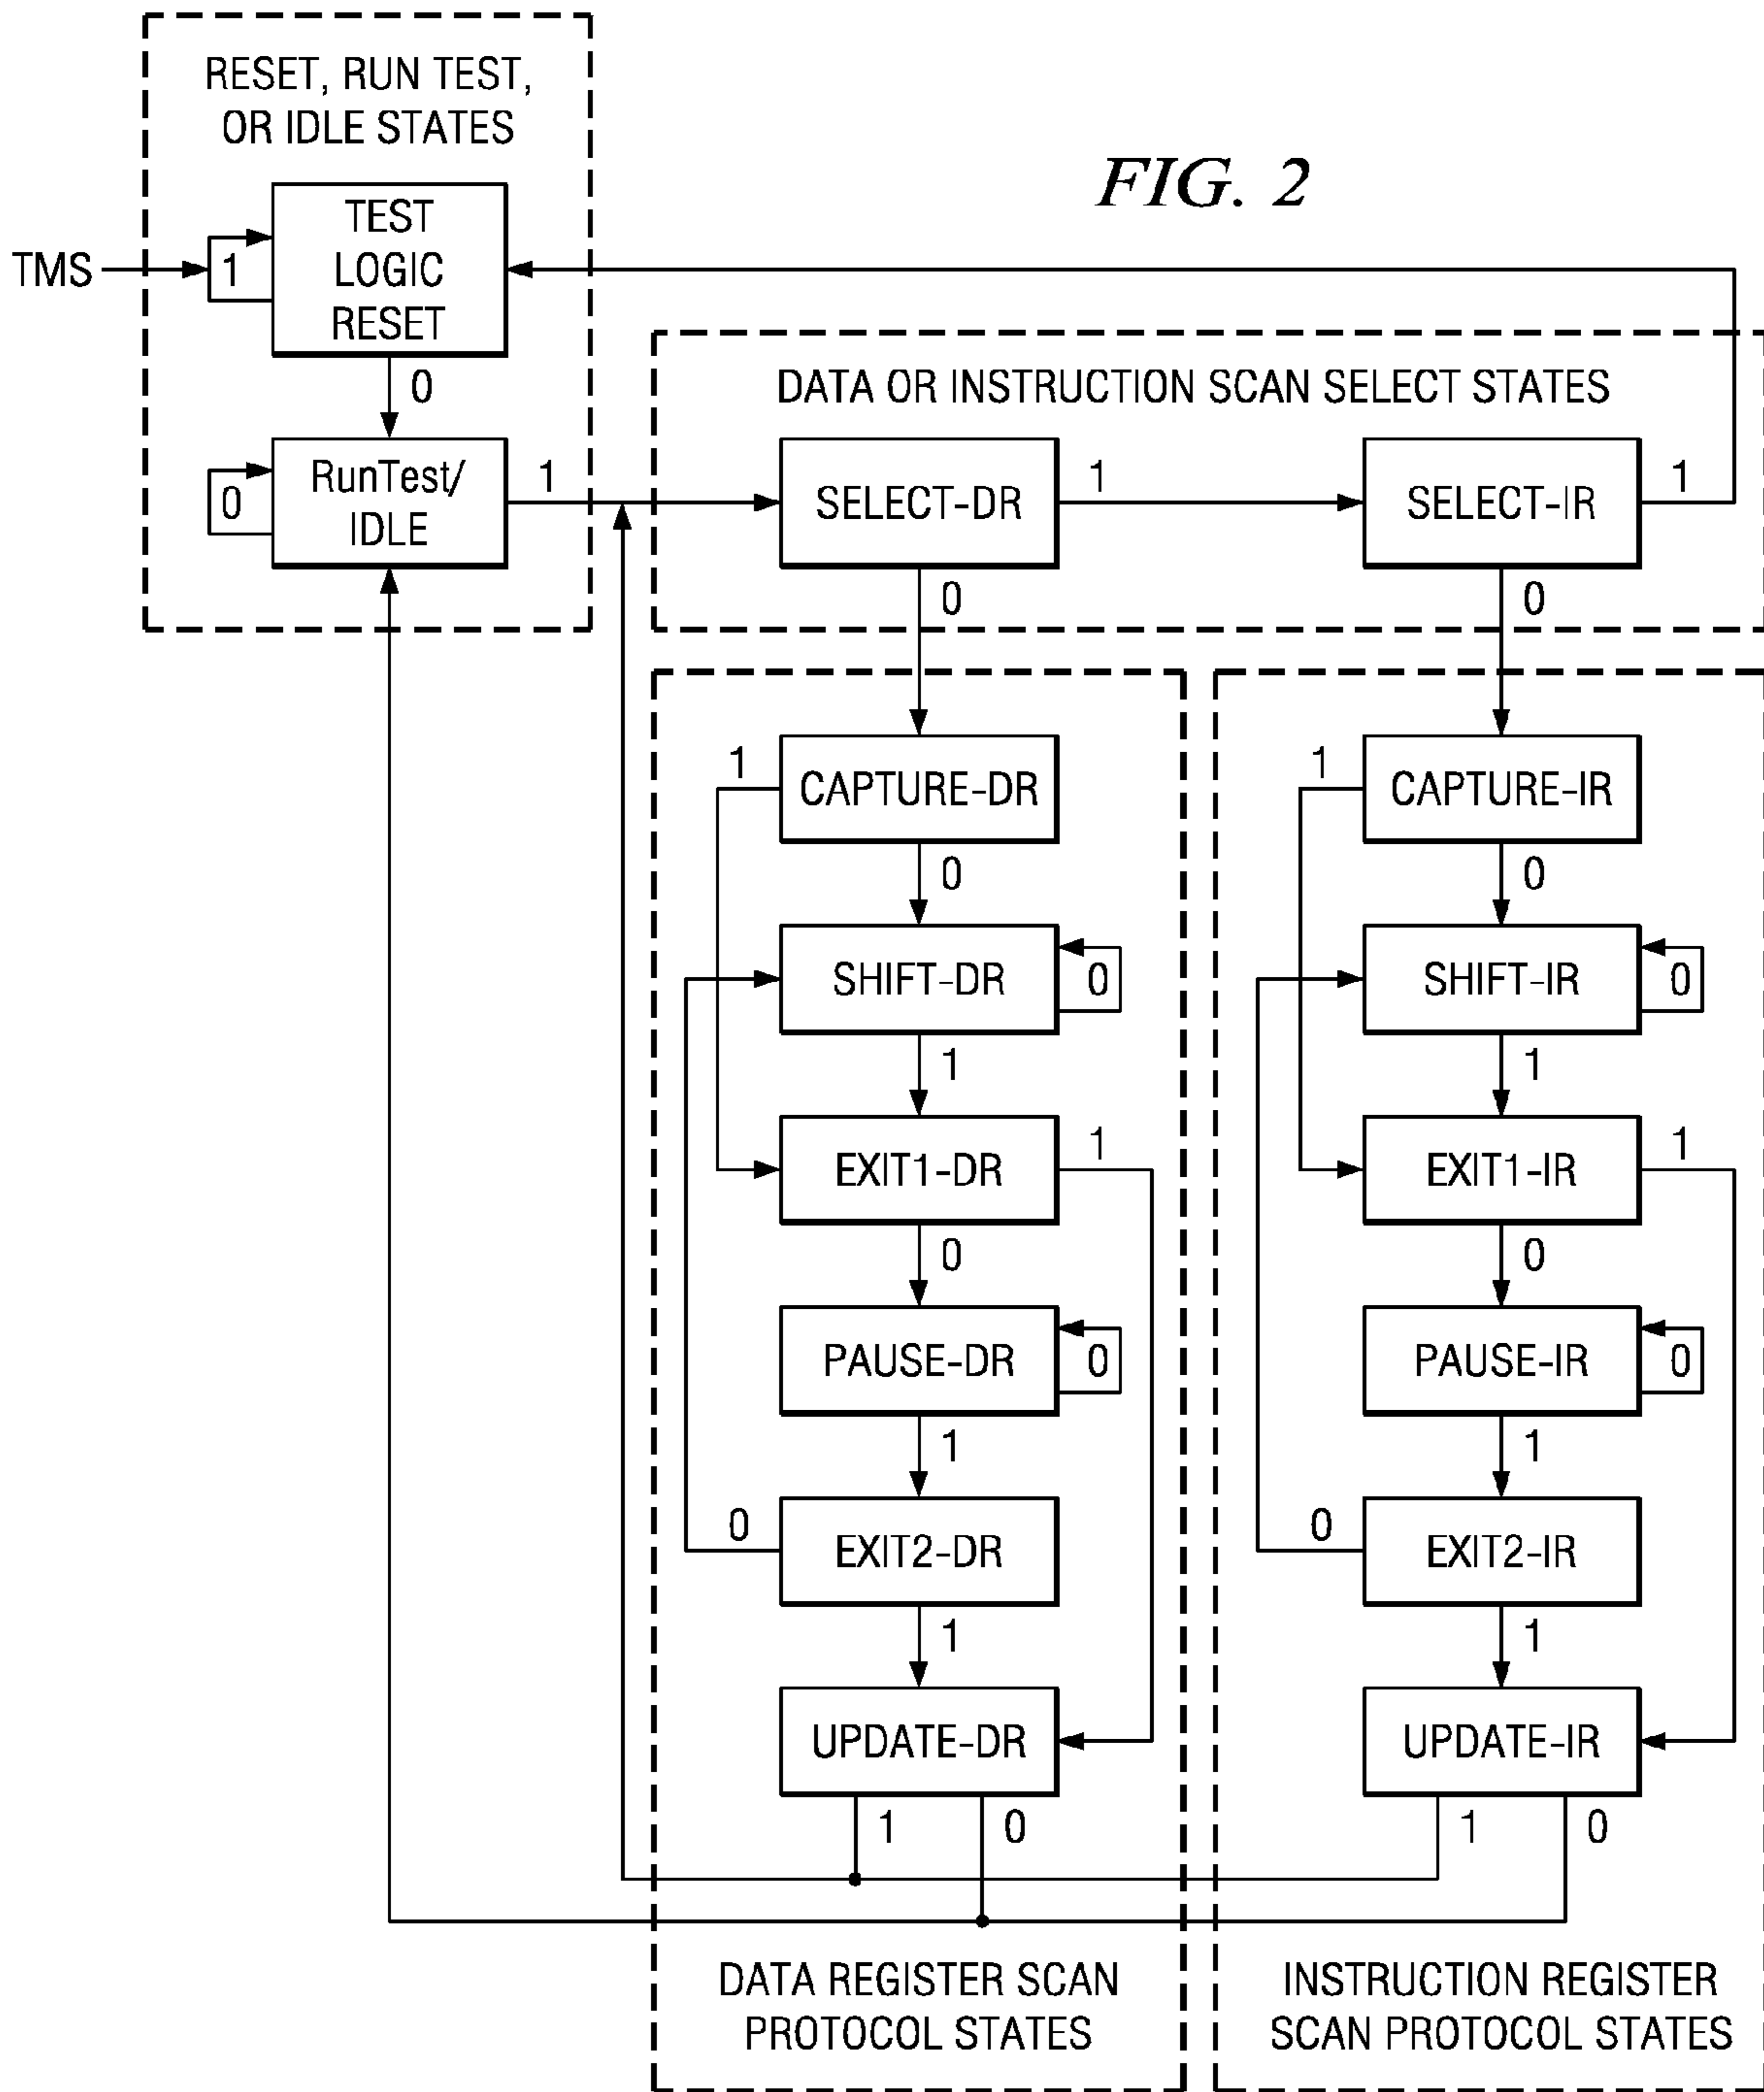 RESET, RUN TEST,
OR IDLE STATES
FIG. 2
TEST
LOGIC
RESET
TMS
1
0
DATA OR INSTRUCTION SCAN SELECT STATES
RunTest/
IDLE
0
1
SELECT-DR
1
SELECT-IR
1
0
0
1
CAPTURE-DR
0
SHIFT-DR
0
1
EXIT1-DR
1
0
PAUSE-DR
0
1
0
EXIT2-DR
1
UPDATE-DR
1
0
DATA REGISTER SCAN
PROTOCOL STATES
1
CAPTURE-IR
0
SHIFT-IR
0
1
EXIT1-IR
1
0
PAUSE-IR
0
1
0
EXIT2-IR
1
UPDATE-IR
1
0
INSTRUCTION REGISTER
SCAN PROTOCOL STATES